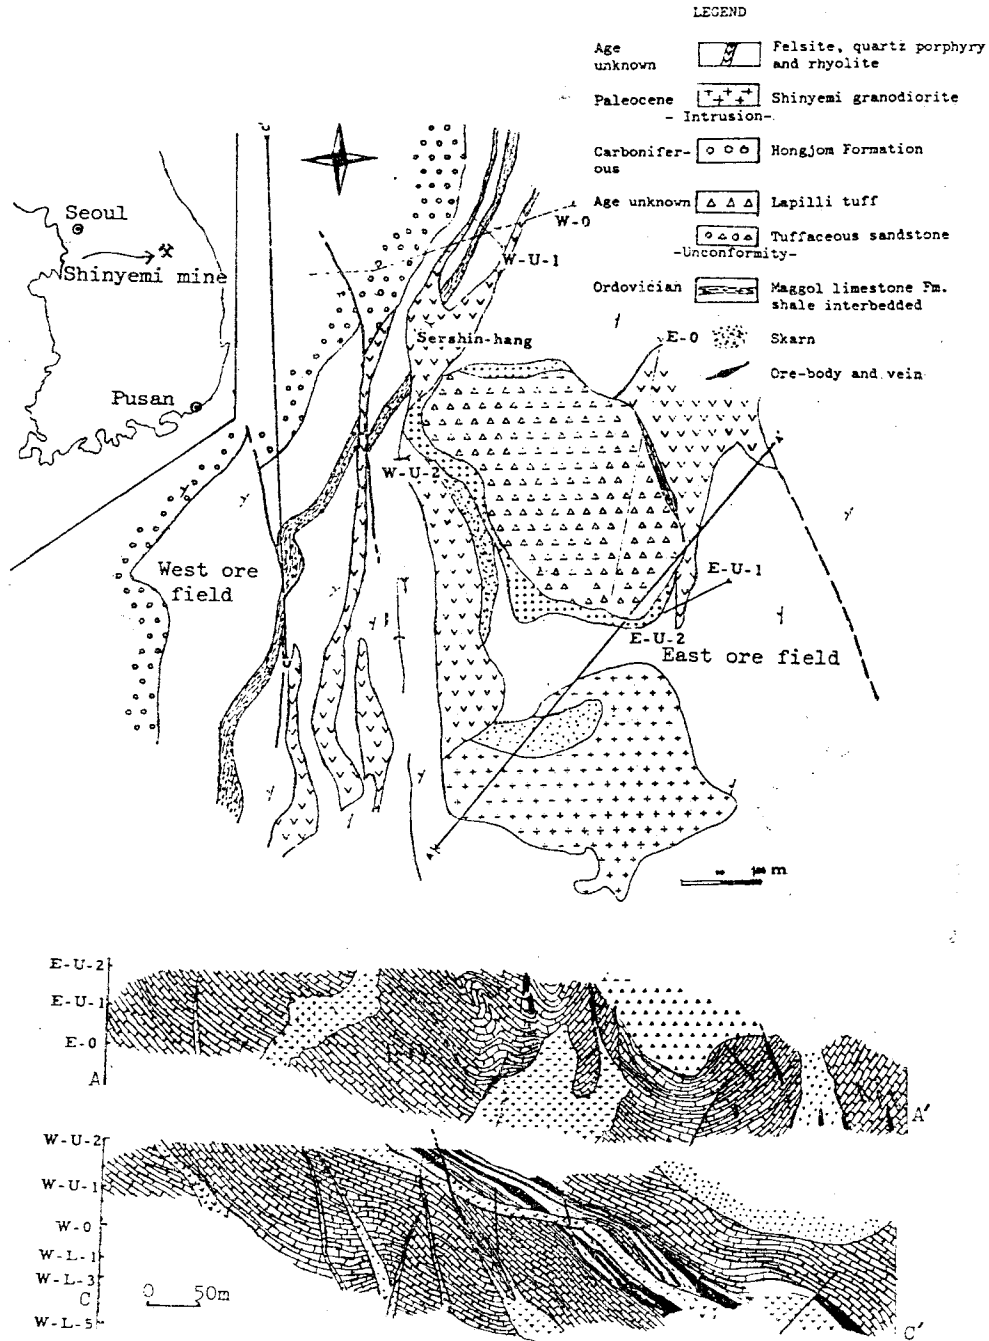 LEGEND
Age
unknown
Felsite, quartz porphyry
and rhyolite
Paleocene
Shinyemi granodiorite
- Intrusion-
Carbonifer-
ous
Hongjom Formation
Age unknown
Lapilli tuff
Tuffaceous sandstone
-Unconformity-
Ordovician
Maggol limestone Fm.
shale interbedded
Skarn
Ore-body and vein
Seoul
Shinyemi mine
Pusan
W-0
W-U-1
Sershin-hang
E-0
W-U-2
West ore
field
E-U-1
E-U-2
East ore field
m
E-U-2
E-U-1
E-0
A
A'
W-U-2
W-U-1
W-0
W-L-1
W-L-3
C
W-L-5
0 50m
C'